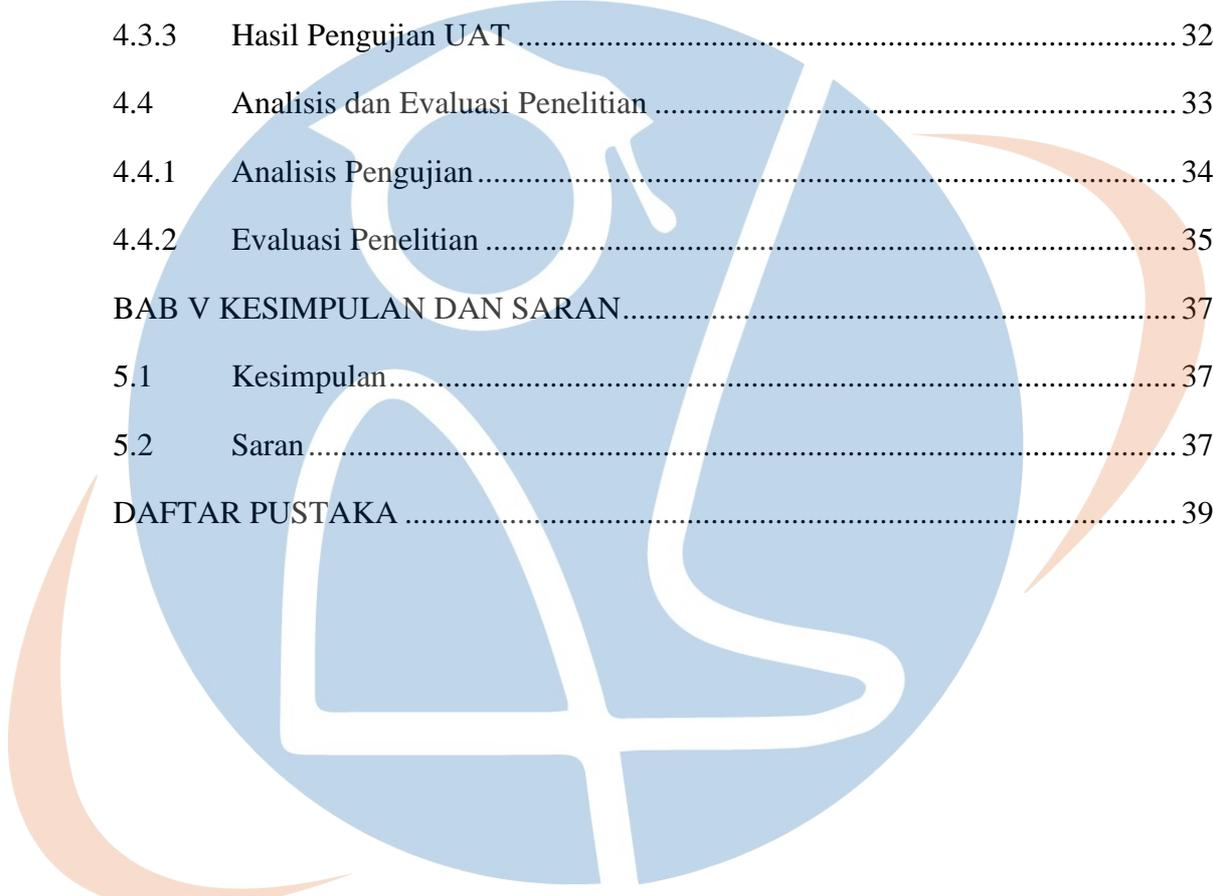 4.3.3 Hasil Pengujian UAT ........................................................................ 32
4.4 Analisis dan Evaluasi Penelitian ........................................................ 33
4.4.1 Analisis Pengujian ........................................................................... 34
4.4.2 Evaluasi Penelitian .......................................................................... 35
BAB V KESIMPULAN DAN SARAN ........................................................... 37
5.1 Kesimpulan ....................................................................................... 37
5.2 Saran ................................................................................................ 37
DAFTAR PUSTAKA .................................................................................. 39